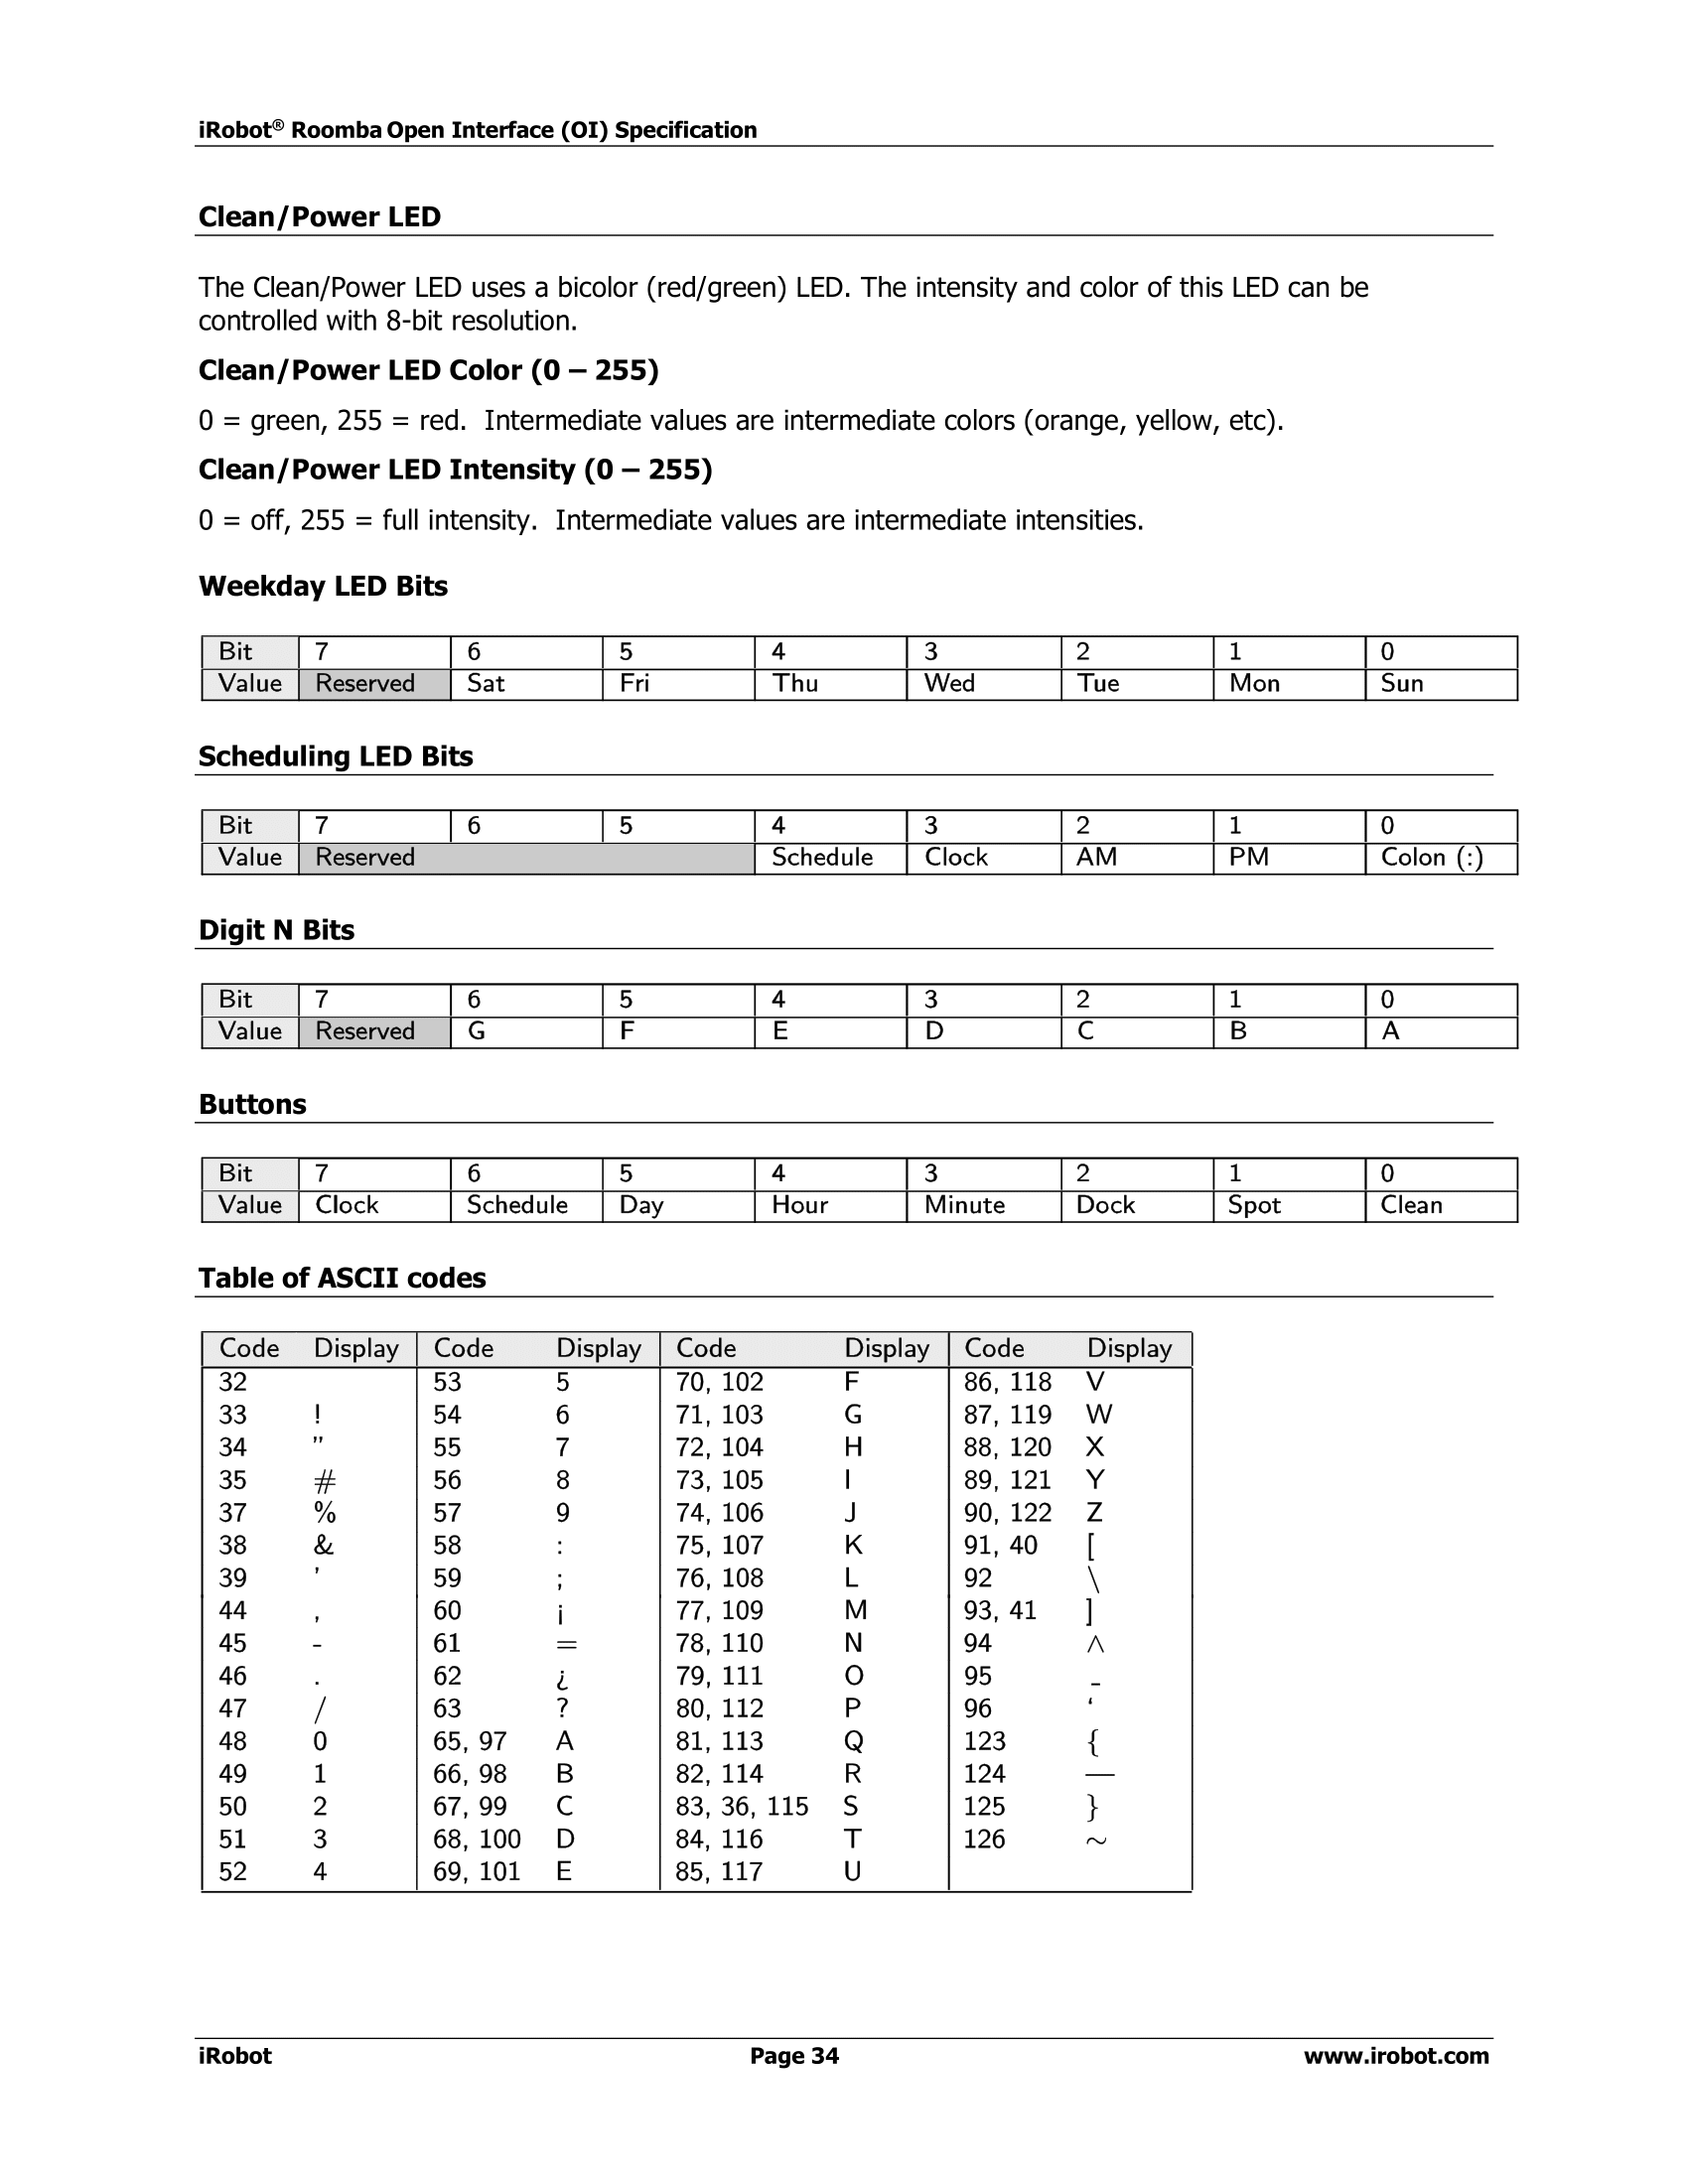 iRobot® Roomba Open Interface (OI) Specification
Clean/Power LED
The Clean/Power LED uses a bicolor (red/green) LED. The intensity and color of this LED can be
controlled with 8-bit resolution.
Clean/Power LED Color (0 – 255)
0 = green, 255 = red.  Intermediate values are intermediate colors (orange, yellow, etc).
Clean/Power LED Intensity (0 – 255)
0 = off, 255 = full intensity.  Intermediate values are intermediate intensities.
Weekday LED Bits
Bit 7 6 5 4 3 2 1 0
Value Reserved Sat Fri Thu Wed Tue Mon Sun
Scheduling LED Bits
Bit 7 6 5 4 3 2 1 0
Value Reserved Schedule Clock AM PM Colon (:)
Digit N Bits
Bit 7 6 5 4 3 2 1 0
Value Reserved G F E D C B A
Buttons
Bit 7 6 5 4 3 2 1 0
Value Clock Schedule Day Hour Minute Dock Spot Clean
Table of ASCII codes
Code Display Code Display Code Display Code Display
32 53 5 70, 102 F 86, 118 V
33 ! 54 6 71, 103 G 87, 119 W
34 ” 55 7 72, 104 H 88, 120 X
35 # 56 8 73, 105 I 89, 121 Y
37 % 57 9 74, 106 J 90, 122 Z
38 & 58 : 75, 107 K 91, 40 [
39 ’ 59 ; 76, 108 L 92 \
44 , 60 ¡ 77, 109 M 93, 41 ]
45 - 61 = 78, 110 N 94 ∧
46 . 62 ¿ 79, 111 O 95 _
47 / 63 ? 80, 112 P 96 ‘
48 0 65, 97 A 81, 113 Q 123 {
49 1 66, 98 B 82, 114 R 124 —
50 2 67, 99 C 83, 36, 115 S 125 }
51 3 68, 100 D 84, 116 T 126 ∼
52 4 69, 101 E 85, 117 U
iRobot Page 34 www.irobot.com